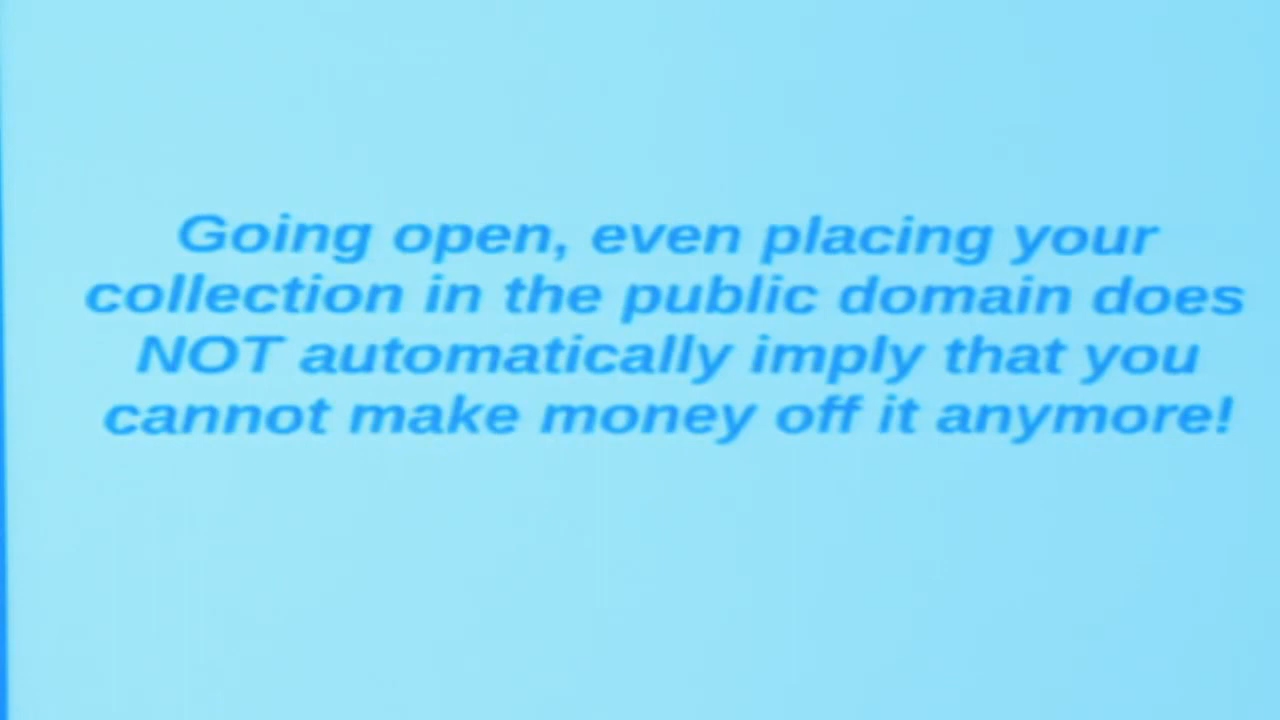 Going open, even placing your
collection in the public domain does
NOT automatically imply that you
cannot make money off it anymore!